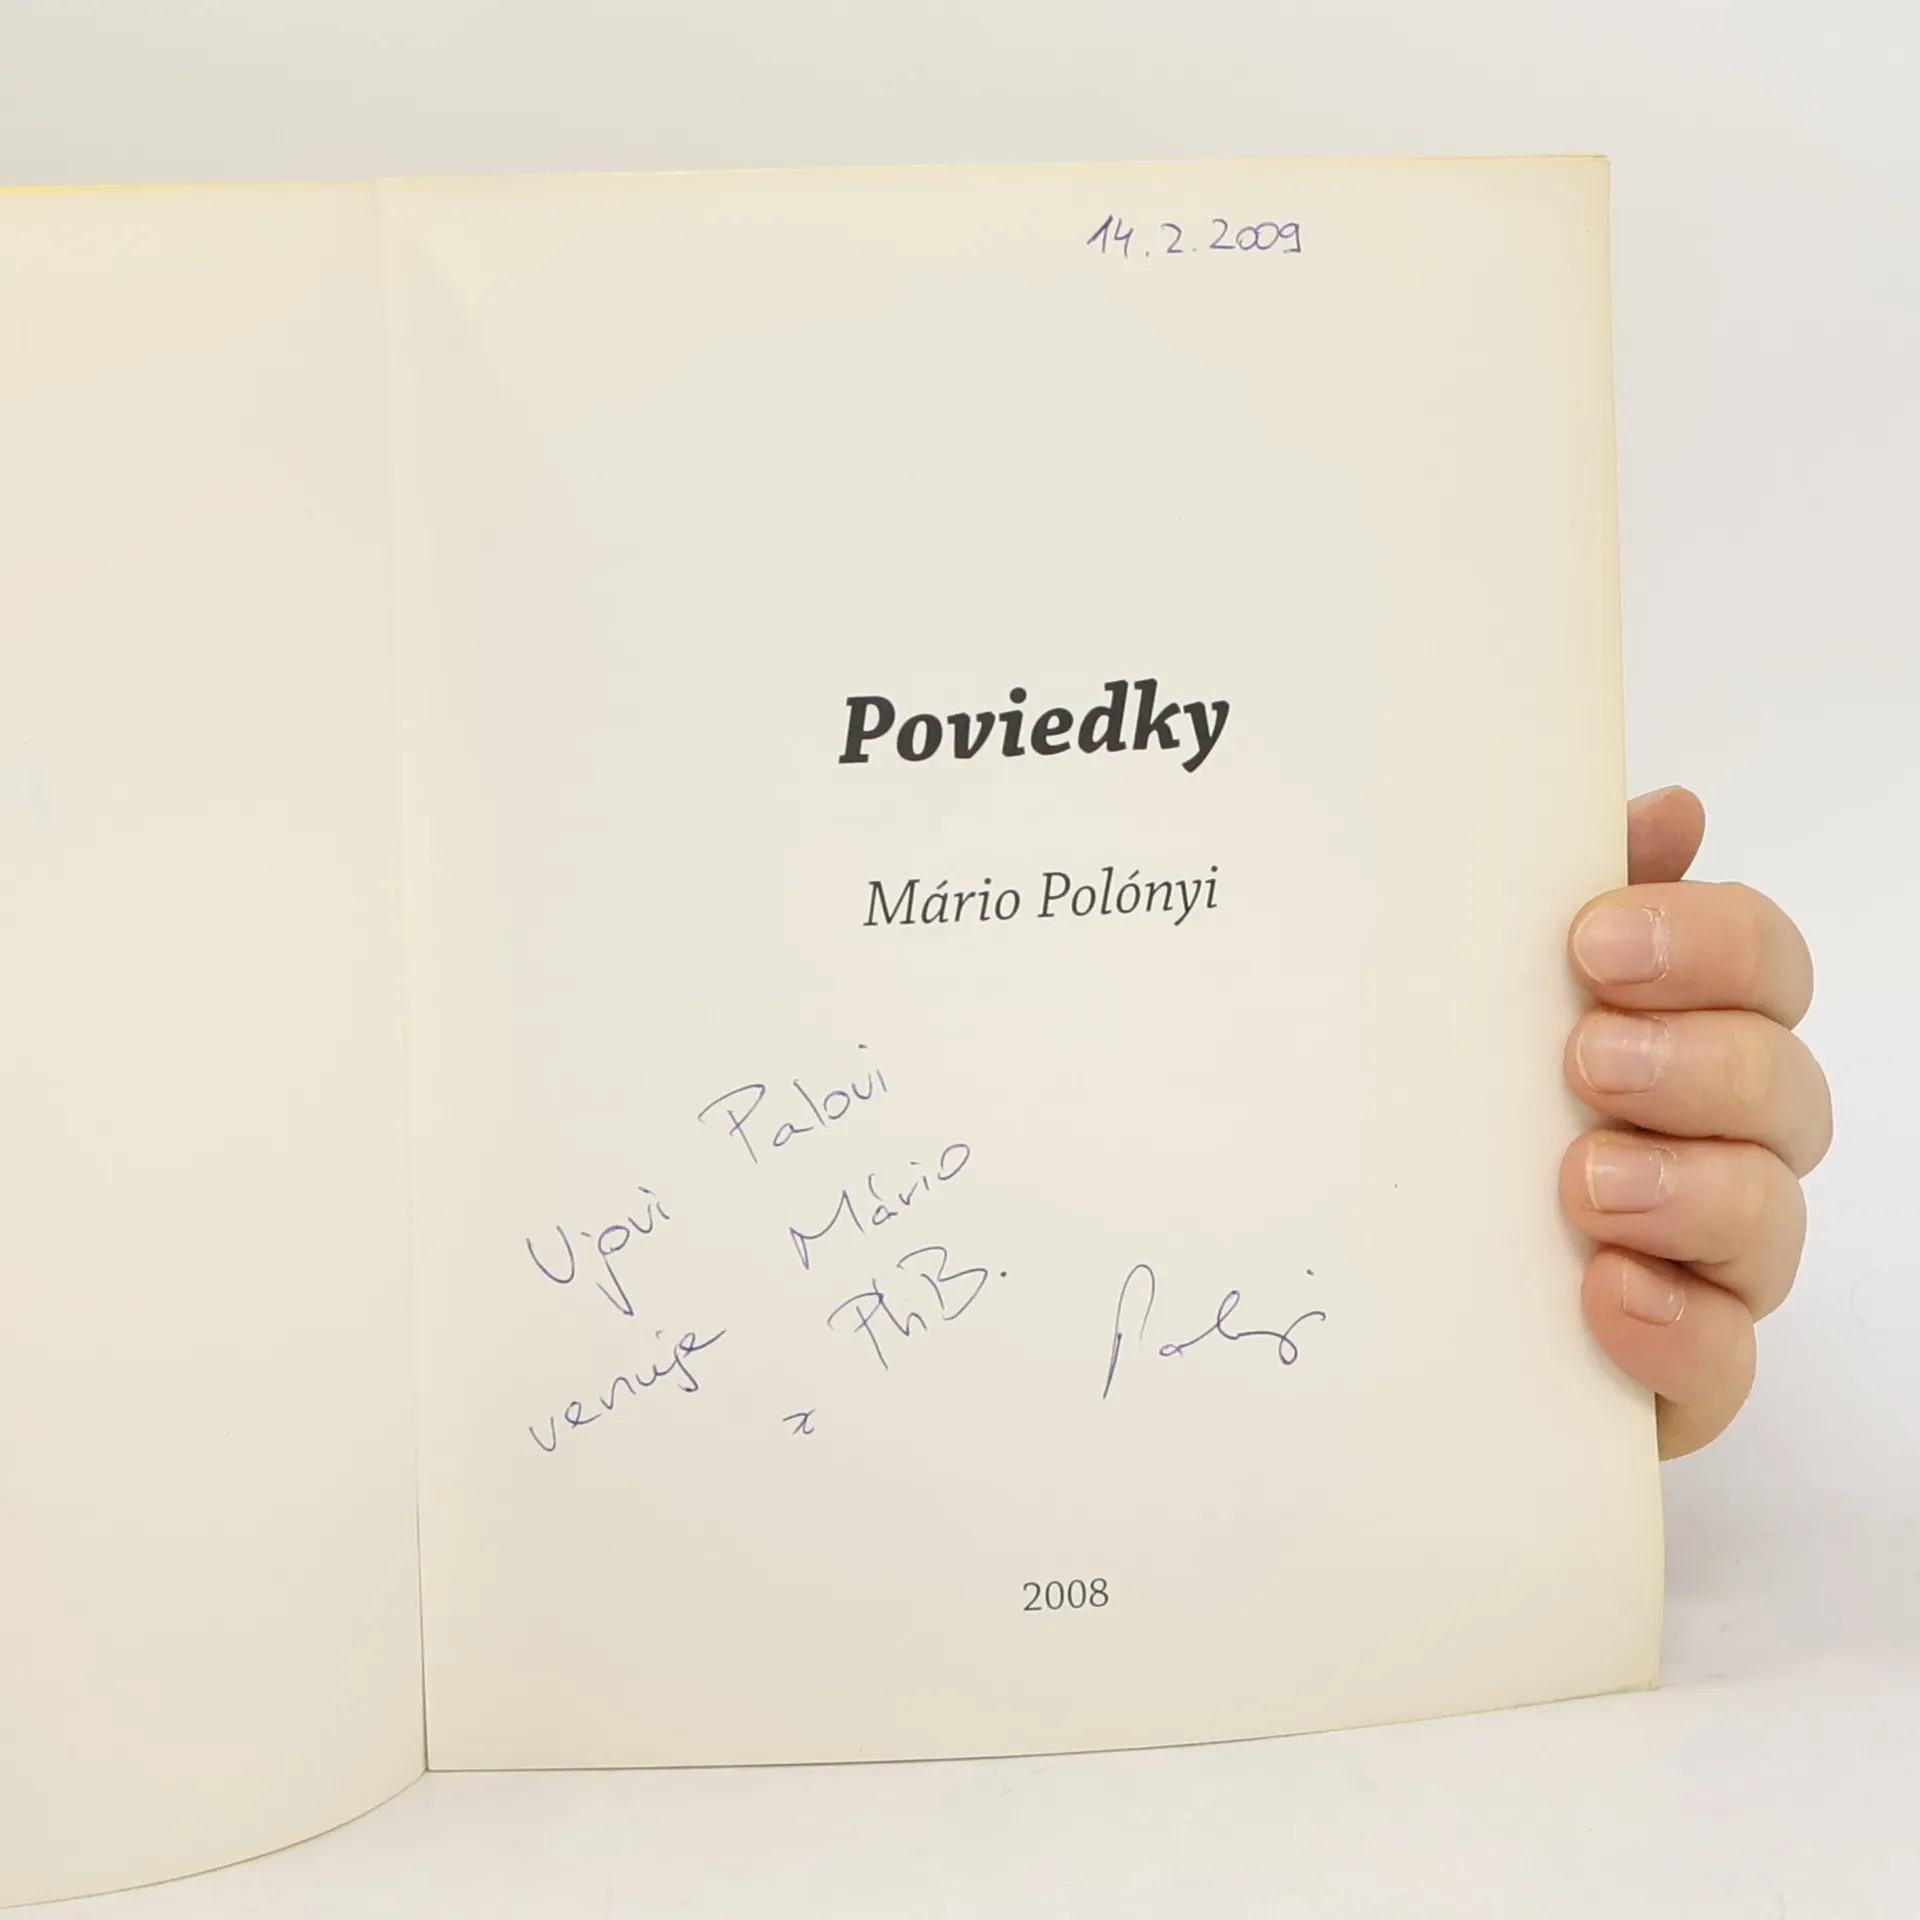 14.2.2009
Poviedky
Mário Polónyi
Ujovi Palovi
venuje Mário
PhB.
x
2008